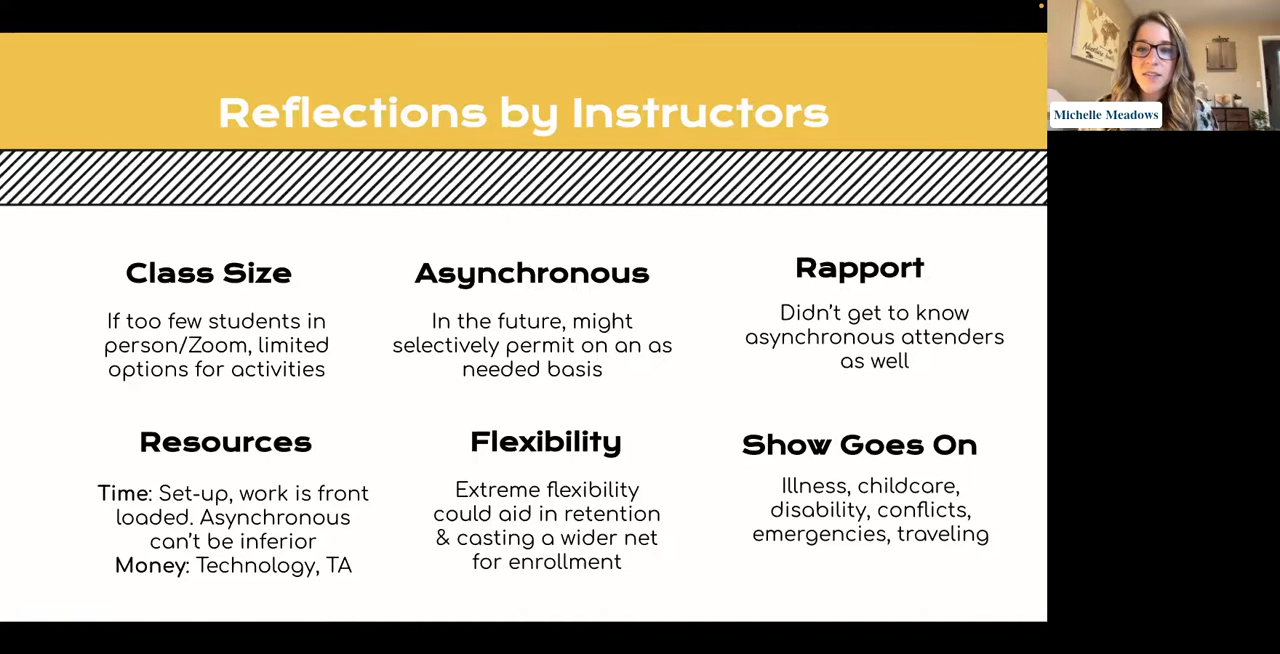 Reflections by Instructors
Class Size
If too few students in
person/Zoom, limited
options for activities
Asynchronous
In the future, might
selectively permit on an as
needed basis
Rapport
Didn't get to know
asynchronous attenders
as well
Resources
Time: Set-up, work is front
loaded. Asynchronous
can't be inferior
Money: Technology, TA
Flexibility
Extreme flexibility
could aid in retention
& casting a wider net
for enrollment
Show Goes On
Illness, childcare,
disability, conflicts,
emergencies, traveling
Michelle Meadows